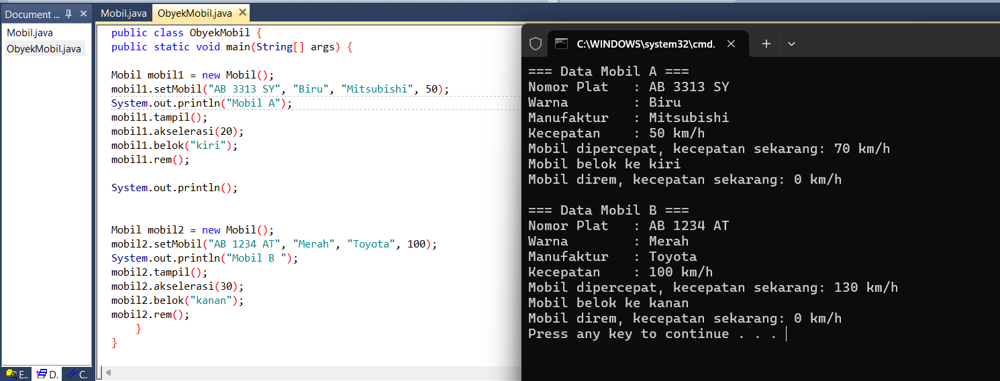 Document ...
Mobil.java
ObyekMobil.java
Mobil.java
ObyekMobil.java
public class ObyekMobil {
public static void main(String[] args) {
Mobil mobil1 = new Mobil();
mobil1.setMobil("AB 3313 SY", "Biru", "Mitsubishi", 50);
System.out.println("Mobil A");
mobil1.tampil();
mobil1.akselerasi(20);
mobil1.belok("kiri");
mobil1.rem();
System.out.println();
Mobil mobil2 = new Mobil();
mobil2.setMobil("AB 1234 AT", "Merah", "Toyota", 100);
System.out.println("Mobil B ");
mobil2.tampil();
mobil2.akselerasi(30);
mobil2.belok("kanan");
mobil2.rem();
}
}
E..
D.
C.
C:\WINDOWS\system32\cmd.
=== Data Mobil A ===
Nomor Plat   : AB 3313 SY
Warna        : Biru
Manufaktur   : Mitsubishi
Kecepatan    : 50 km/h
Mobil dipercepat, kecepatan sekarang: 70 km/h
Mobil belok ke kiri
Mobil direm, kecepatan sekarang: 0 km/h
=== Data Mobil B ===
Nomor Plat   : AB 1234 AT
Warna        : Merah
Manufaktur   : Toyota
Kecepatan    : 100 km/h
Mobil dipercepat, kecepatan sekarang: 130 km/h
Mobil belok ke kanan
Mobil direm, kecepatan sekarang: 0 km/h
Press any key to continue . . .